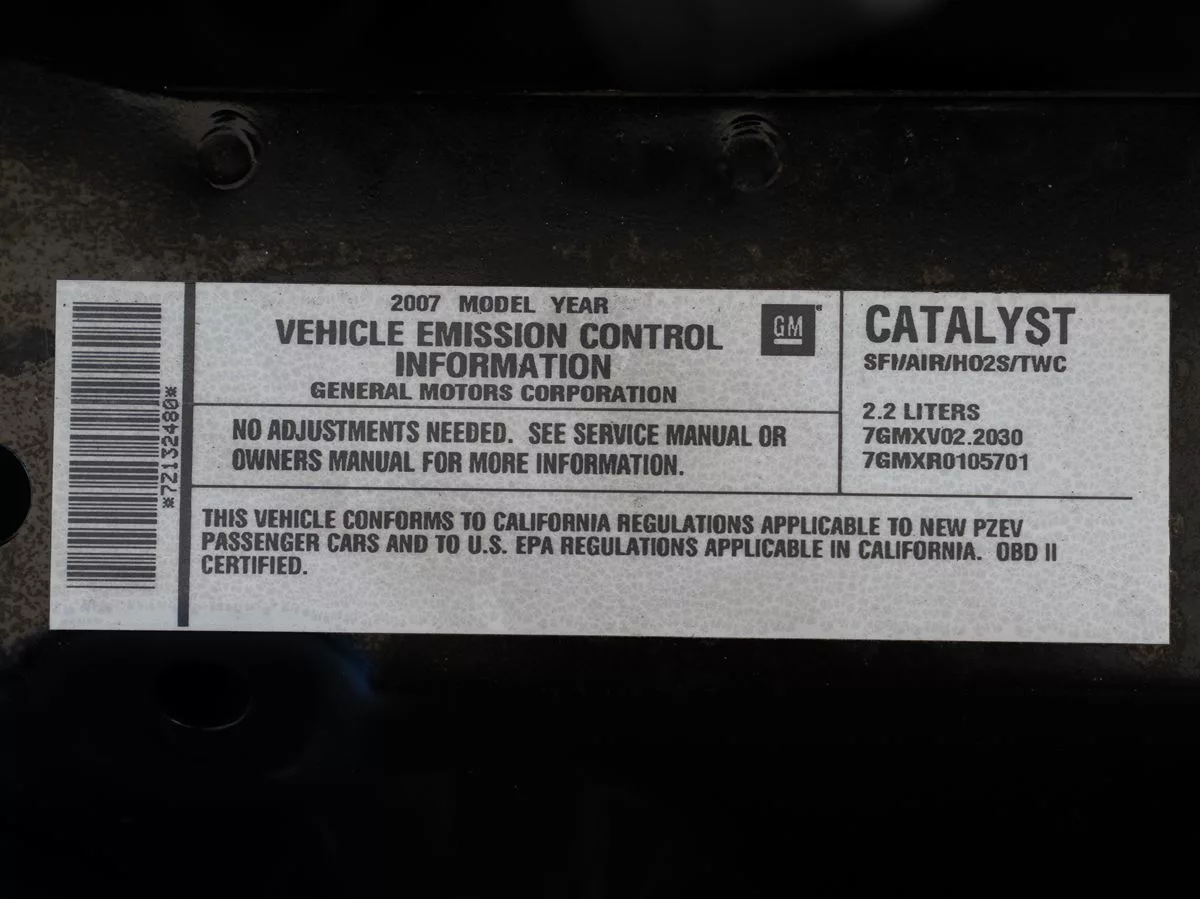 *7Z132480*
2007 MODEL YEAR
VEHICLE EMISSION CONTROL
INFORMATION
GENERAL MOTORS CORPORATION
GM
NO ADJUSTMENTS NEEDED. SEE SERVICE MANUAL OR
OWNERS MANUAL FOR MORE INFORMATION.
CATALYST
SFI/AIR/HO2S/TWC
2.2 LITERS
7GMXV02.2030
7GMXR0105701
THIS VEHICLE CONFORMS TO CALIFORNIA REGULATIONS APPLICABLE TO NEW PZEV
PASSENGER CARS AND TO U.S. EPA REGULATIONS APPLICABLE IN CALIFORNIA. OBD II
CERTIFIED.